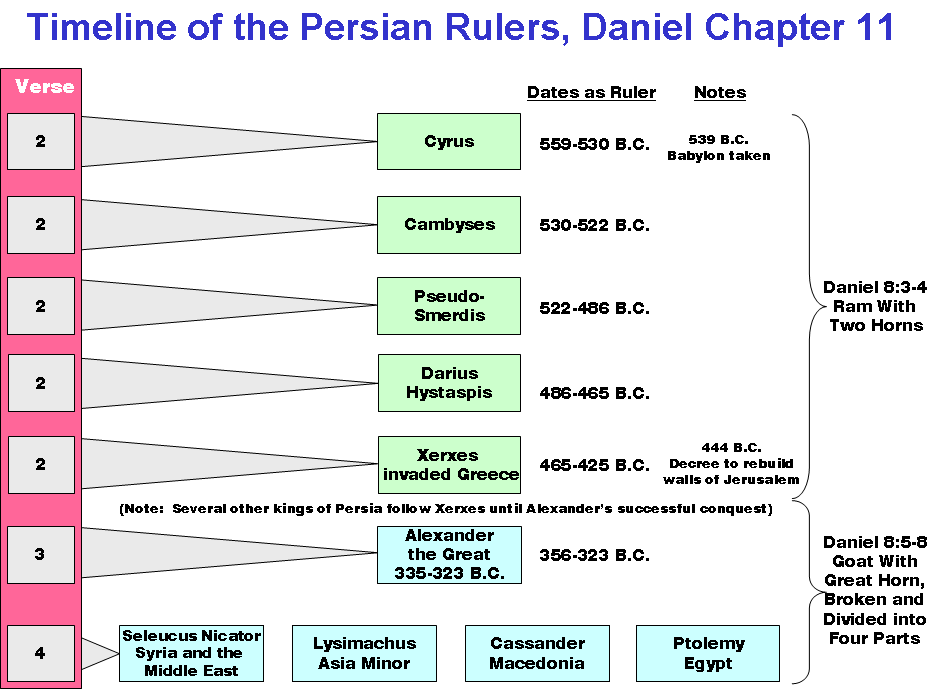 Timeline of the Persian Rulers, Daniel Chapter 11
Verse
Dates as Ruler
Notes
2
Cyrus
559-530 B.C.
539 B.C.
Babylon taken
2
Cambyses
530-522 B.C.
2
Pseudo-
Smerdis
522-486 B.C.
Daniel 8:3-4
Ram With
Two Horns
2
Darius
Hystaspis
486-465 B.C.
2
Xerxes
invaded Greece
465-425 B.C.
444 B.C.
Decree to rebuild
walls of Jerusalem
(Note: Several other kings of Persia follow Xerxes until Alexander's successful conquest)
3
Alexander
the Great
335-323 B.C.
356-323 B.C.
Daniel 8:5-8
Goat With
Great Horn,
Broken and
Divided into
Four Parts
4
Seleucus Nicator
Syria and the
Middle East
Lysimachus
Asia Minor
Cassander
Macedonia
Ptolemy
Egypt